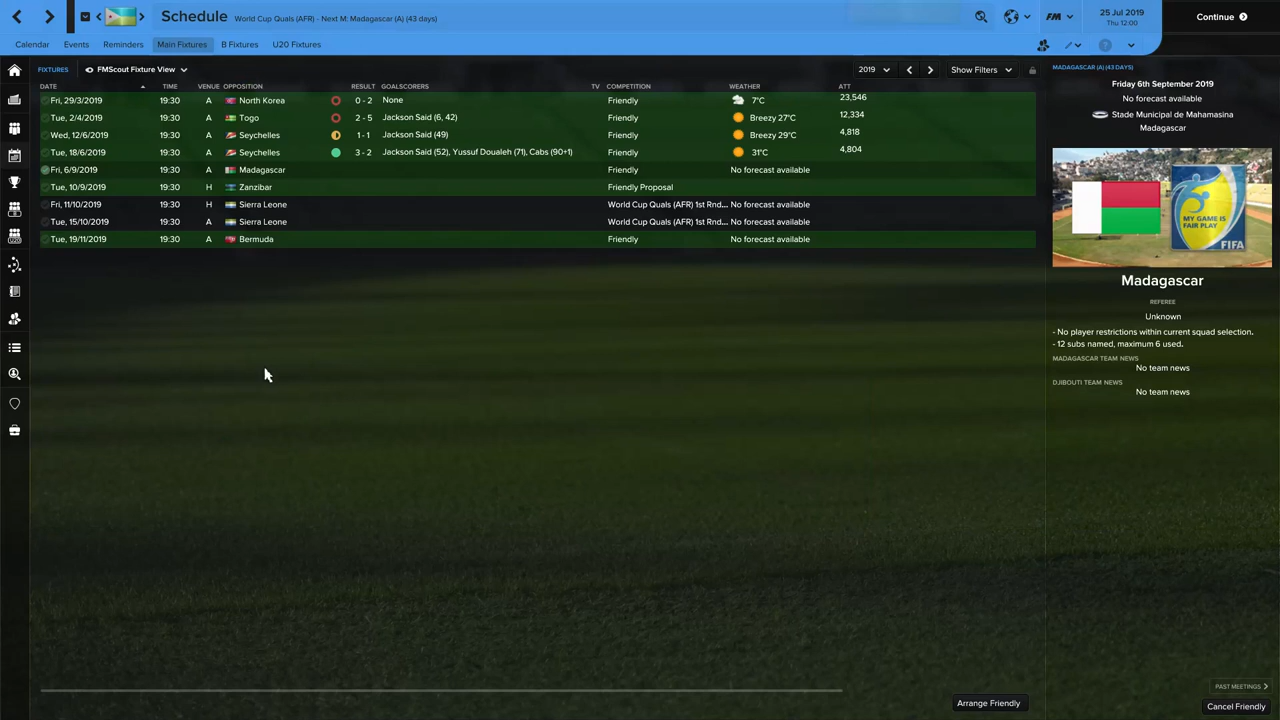 Schedule World Cup Quals (AFR) - Next M: Madagascar (A) (43 days) FM 25 Jul 2019 Thu 12:00 Continue
Calendar Events Reminders Main Fixtures B Fixtures U20 Fixtures
FIXTURES FMScout Fixture View 2019 Show Filters
DATE TIME VENUE OPPOSITION RESULT GOALSCORERS TV COMPETITION WEATHER ATT
Fri, 29/3/2019 19:30 A North Korea 0 - 2 None Friendly 7°C 23,546
Tue, 2/4/2019 19:30 A Togo 2 - 5 Jackson Said (6, 42) Friendly Breezy 27°C 12,334
Wed, 12/6/2019 19:30 A Seychelles 1 - 1 Jackson Said (49) Friendly Breezy 29°C 4,818
Tue, 18/6/2019 19:30 A Seychelles 3 - 2 Jackson Said (52), Yussuf Doualeh (71), Cabs (90+1) Friendly 31°C 4,804
Fri, 6/9/2019 19:30 A Madagascar Friendly No forecast available
Tue, 10/9/2019 19:30 H Zanzibar Friendly Proposal
Fri, 11/10/2019 19:30 H Sierra Leone World Cup Quals (AFR) 1st Rnd... No forecast available
Tue, 15/10/2019 19:30 A Sierra Leone World Cup Quals (AFR) 1st Rnd... No forecast available
Tue, 19/11/2019 19:30 A Bermuda Friendly No forecast available
MADAGASCAR (A) (43 DAYS)
Friday 6th September 2019
No forecast available
Stade Municipal de Mahamasina
Madagascar
MY GAME IS
FAIR PLAY
FIFA
Madagascar
REFEREE
Unknown
- No player restrictions within current squad selection.
- 12 subs named, maximum 6 used.
MADAGASCAR TEAM NEWS
No team news
DJIBOUTI TEAM NEWS
No team news
PAST MEETINGS
Arrange Friendly Cancel Friendly